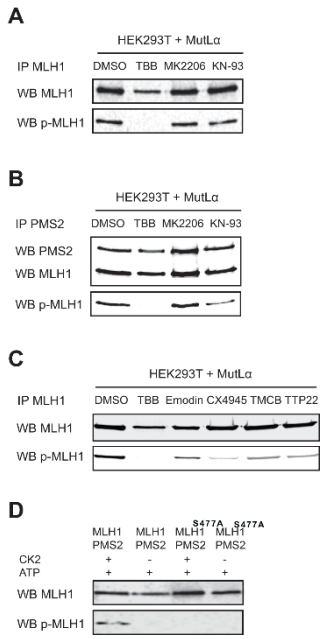 A
HEK293T + MutLα
IP MLH1
DMSO TBB MK2206 KN-93
WB MLH1
WB p-MLH1
B
HEK293T + MutLα
IP PMS2
DMSO TBB MK2206 KN-93
WB PMS2
WB MLH1
WB p-MLH1
C
HEK293T + MutLα
IP MLH1
DMSO TBB Emodin CX4945 TMCB TTP22
WB MLH1
WB p-MLH1
D
S477A S477A
MLH1 MLH1 MLH1 MLH1
PMS2 PMS2 PMS2 PMS2
CK2 + - + -
ATP + + + +
WB MLH1
WB p-MLH1